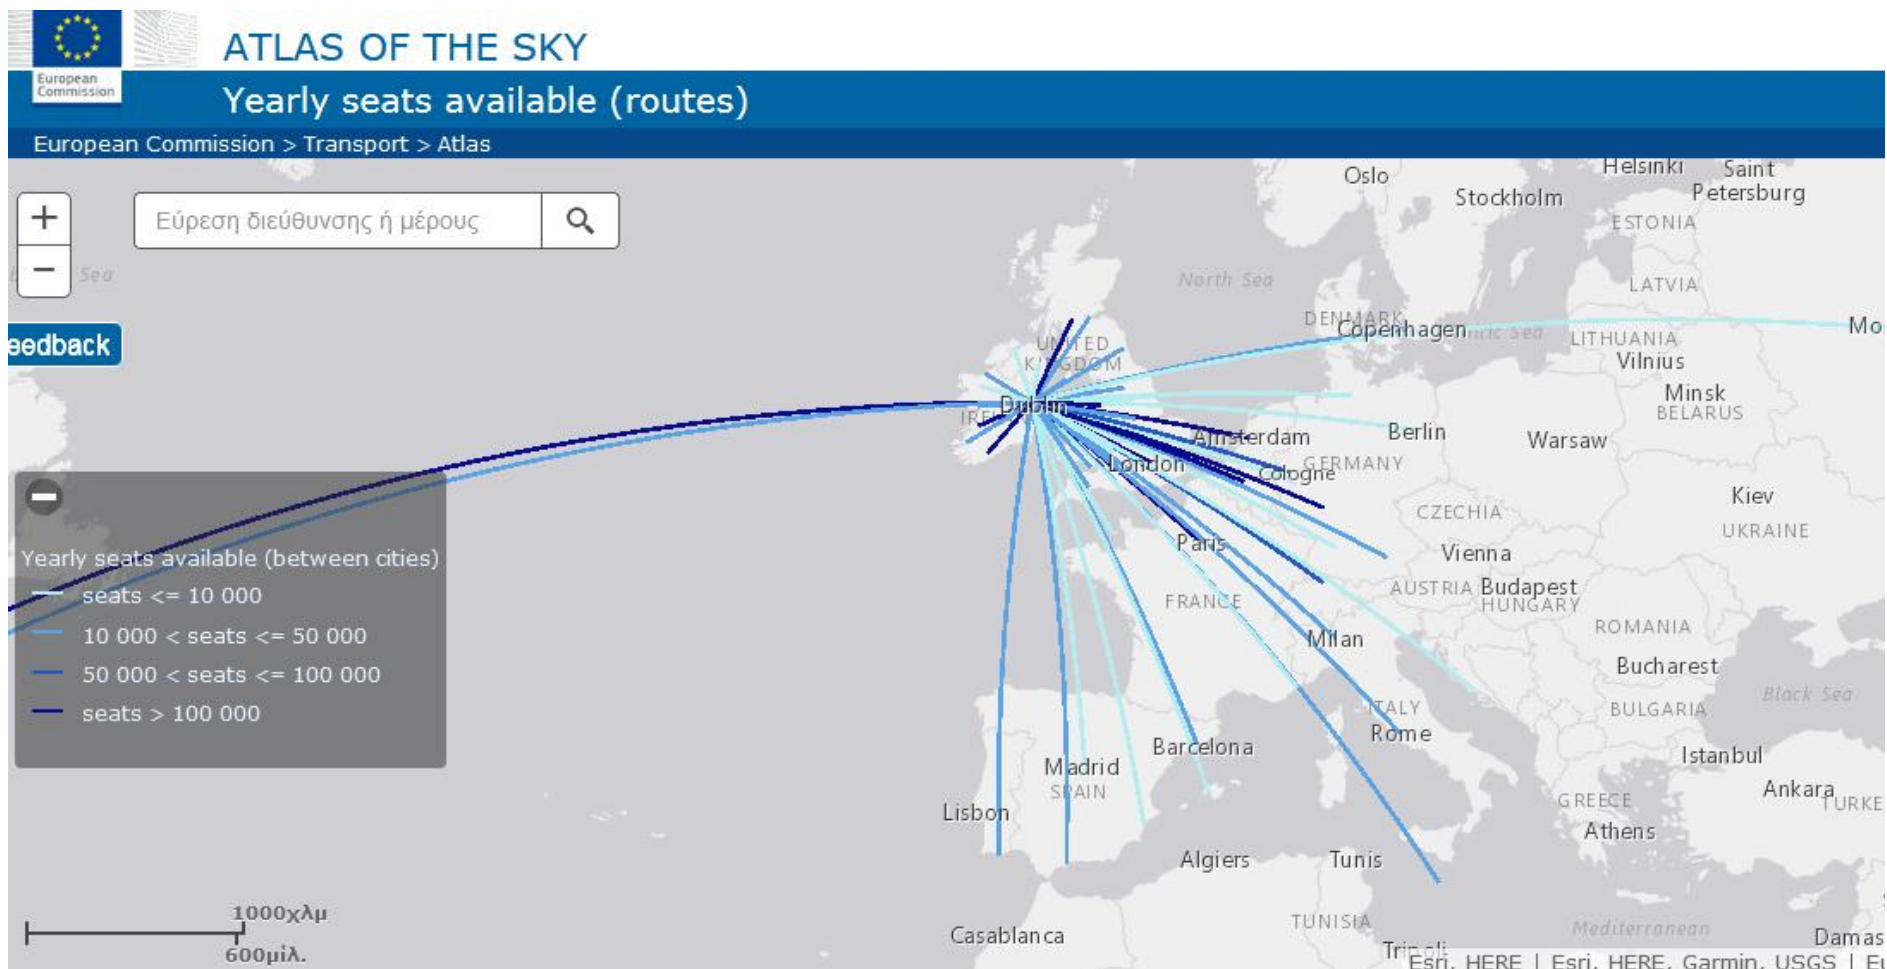 European
Commission
ATLAS OF THE SKY
Yearly seats available (routes)
European Commission > Transport > Atlas
+
Εύρεση διεύθυνσης ή μέρους
−
Sea
eedback
Oslo
Stockholm
Helsinki
Saint
Petersburg
ESTONIA
North Sea
LATVIA
DENMARK
Copenhagen
LITHUANIA
Mo
Vilnius
UNITED
KINGDOM
Minsk
BELARUS
Dublin
Amsterdam
Berlin
Warsaw
London
Cologne
GERMANY
Kiev
CZECHIA
UKRAINE
Paris
Vienna
AUSTRIA
Budapest
HUNGARY
FRANCE
ROMANIA
Milan
Bucharest
Black Sea
ITALY
BULGARIA
Rome
Barcelona
Istanbul
Madrid
SPAIN
Ankara
TURKE
Lisbon
GREECE
Athens
Algiers
Tunis
TUNISIA
Mediterranean
Casablanca
Damas
Tripoli
Yearly seats available (between cities)
seats <= 10 000
10 000 < seats <= 50 000
50 000 < seats <= 100 000
seats > 100 000
1000χλμ
600μίλ.
Esri, HERE | Esri, HERE, Garmin, USGS |